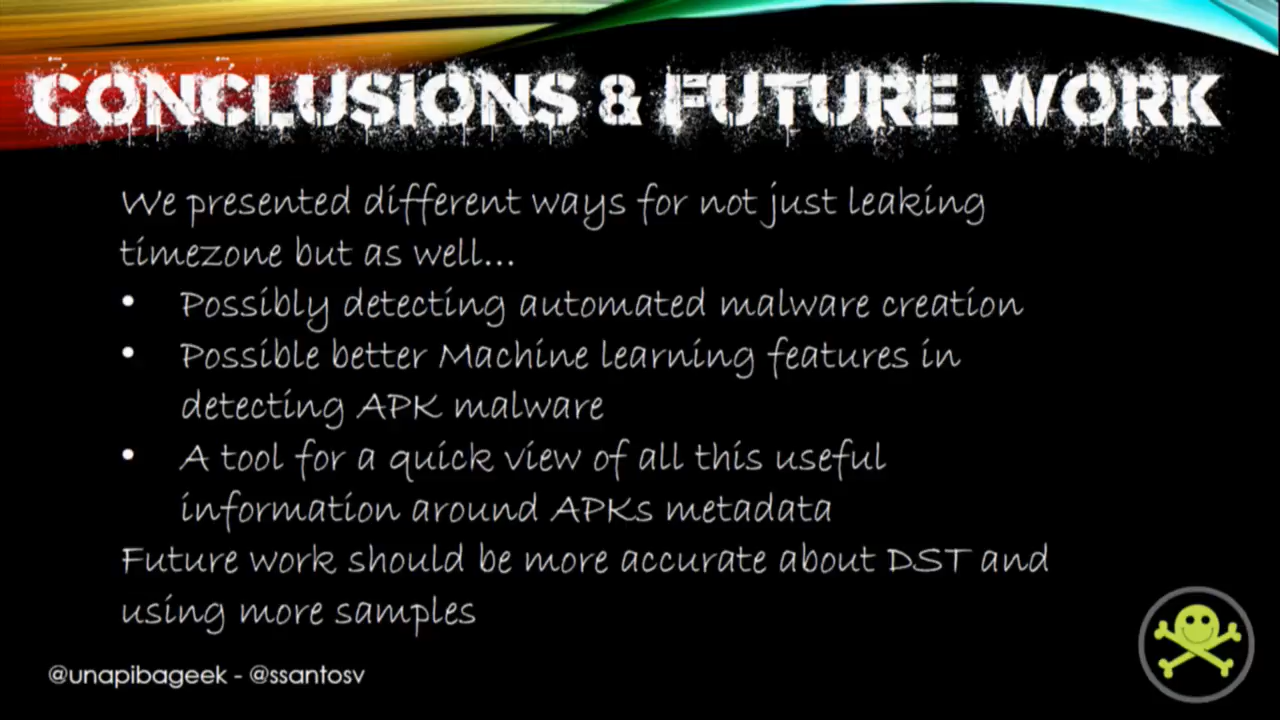 CONCLUSIONS & FUTURE WORK
We presented different ways for not just leaking
timezone but as well...
• Possibly detecting automated malware creation
• Possible better Machine learning features in
detecting APK malware
• A tool for a quick view of all this useful
information around APKs metadata
Future work should be more accurate about DST and
using more samples
@unapibageek - @ssantosv